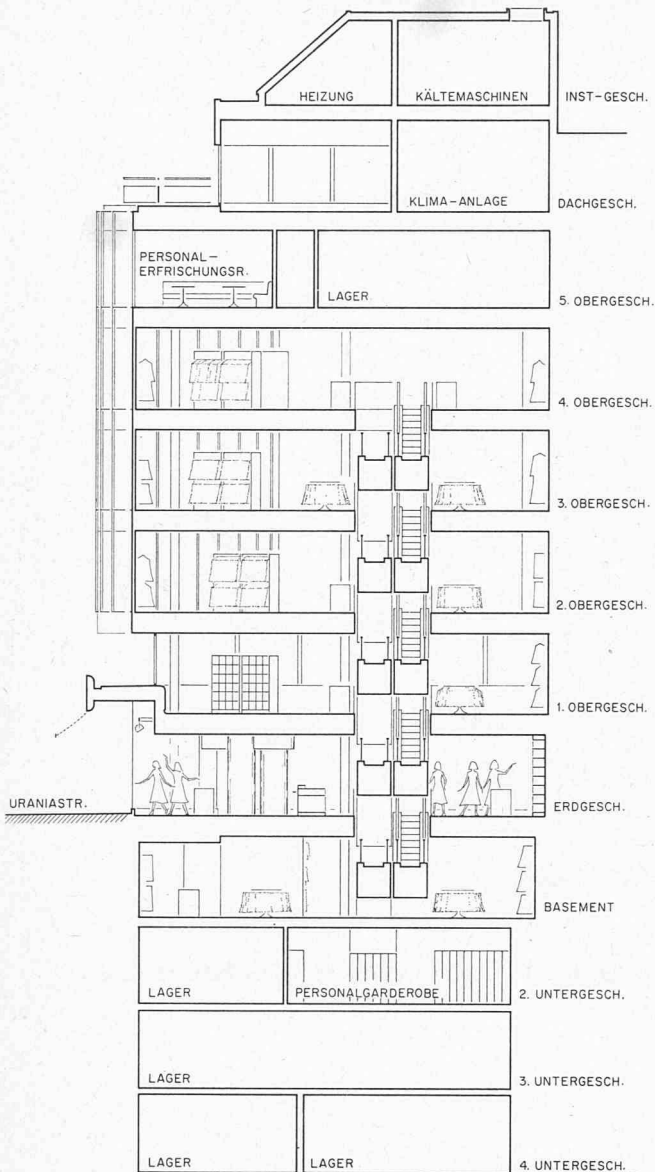 HEIZUNG
KÄLTEMASCHINEN
INST-GESCH.
KLIMA-ANLAGE
DACHGESCH.
PERSONAL-
ERFRISCHUNGSR.
LAGER
5. OBERGESCH.
4. OBERGESCH.
3. OBERGESCH.
2. OBERGESCH.
1. OBERGESCH.
URANIASTR.
ERDGESCH.
BASEMENT
LAGER
PERSONALGARDEROBE
2. UNTERGESCH.
LAGER
3. UNTERGESCH.
LAGER
LAGER
4. UNTERGESCH.